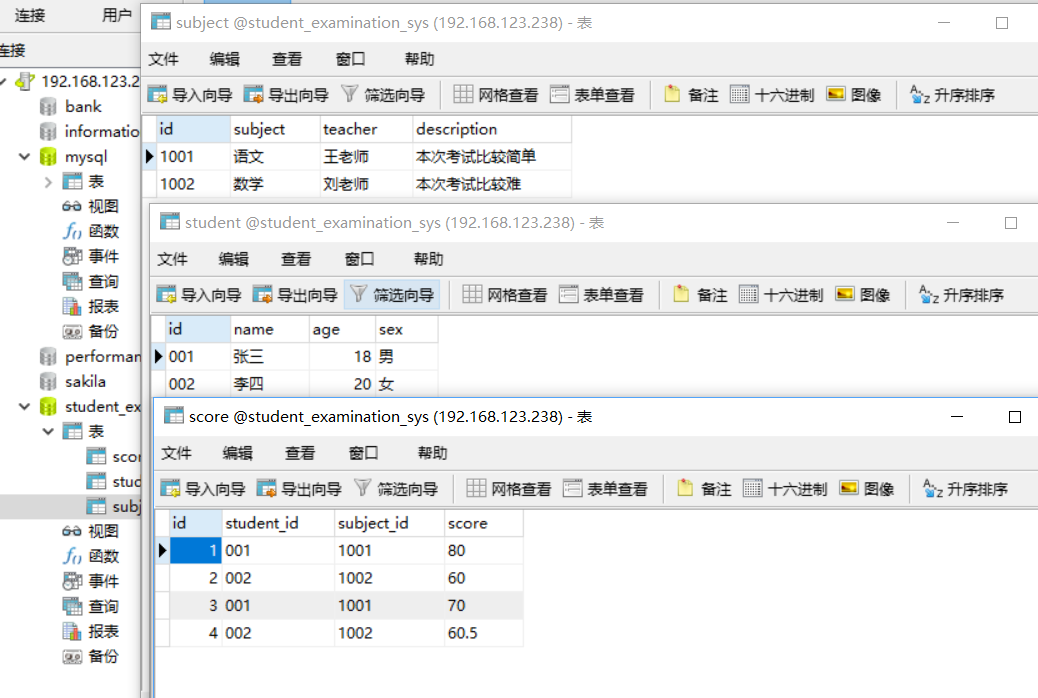 连接 用户
连接
192.168.123.2
bank
informatio
mysql
表
视图
函数
事件
查询
报表
备份
performan
sakila
student_ex
表
scor
stud
subj
视图
函数
事件
查询
报表
备份
subject @student_examination_sys (192.168.123.238) - 表
文件 编辑 查看 窗口 帮助
导入向导 导出向导 筛选向导 网格查看 表单查看 备注 十六进制 图像 升序排序
id subject teacher description
1001 语文 王老师 本次考试比较简单
1002 数学 刘老师 本次考试比较难
student @student_examination_sys (192.168.123.238) - 表
文件 编辑 查看 窗口 帮助
导入向导 导出向导 筛选向导 网格查看 表单查看 备注 十六进制 图像 升序排序
id name age sex
001 张三 18 男
002 李四 20 女
score @student_examination_sys (192.168.123.238) - 表
文件 编辑 查看 窗口 帮助
导入向导 导出向导 筛选向导 网格查看 表单查看 备注 十六进制 图像 升序排序
id student_id subject_id score
1 001 1001 80
2 002 1002 60
3 001 1001 70
4 002 1002 60.5